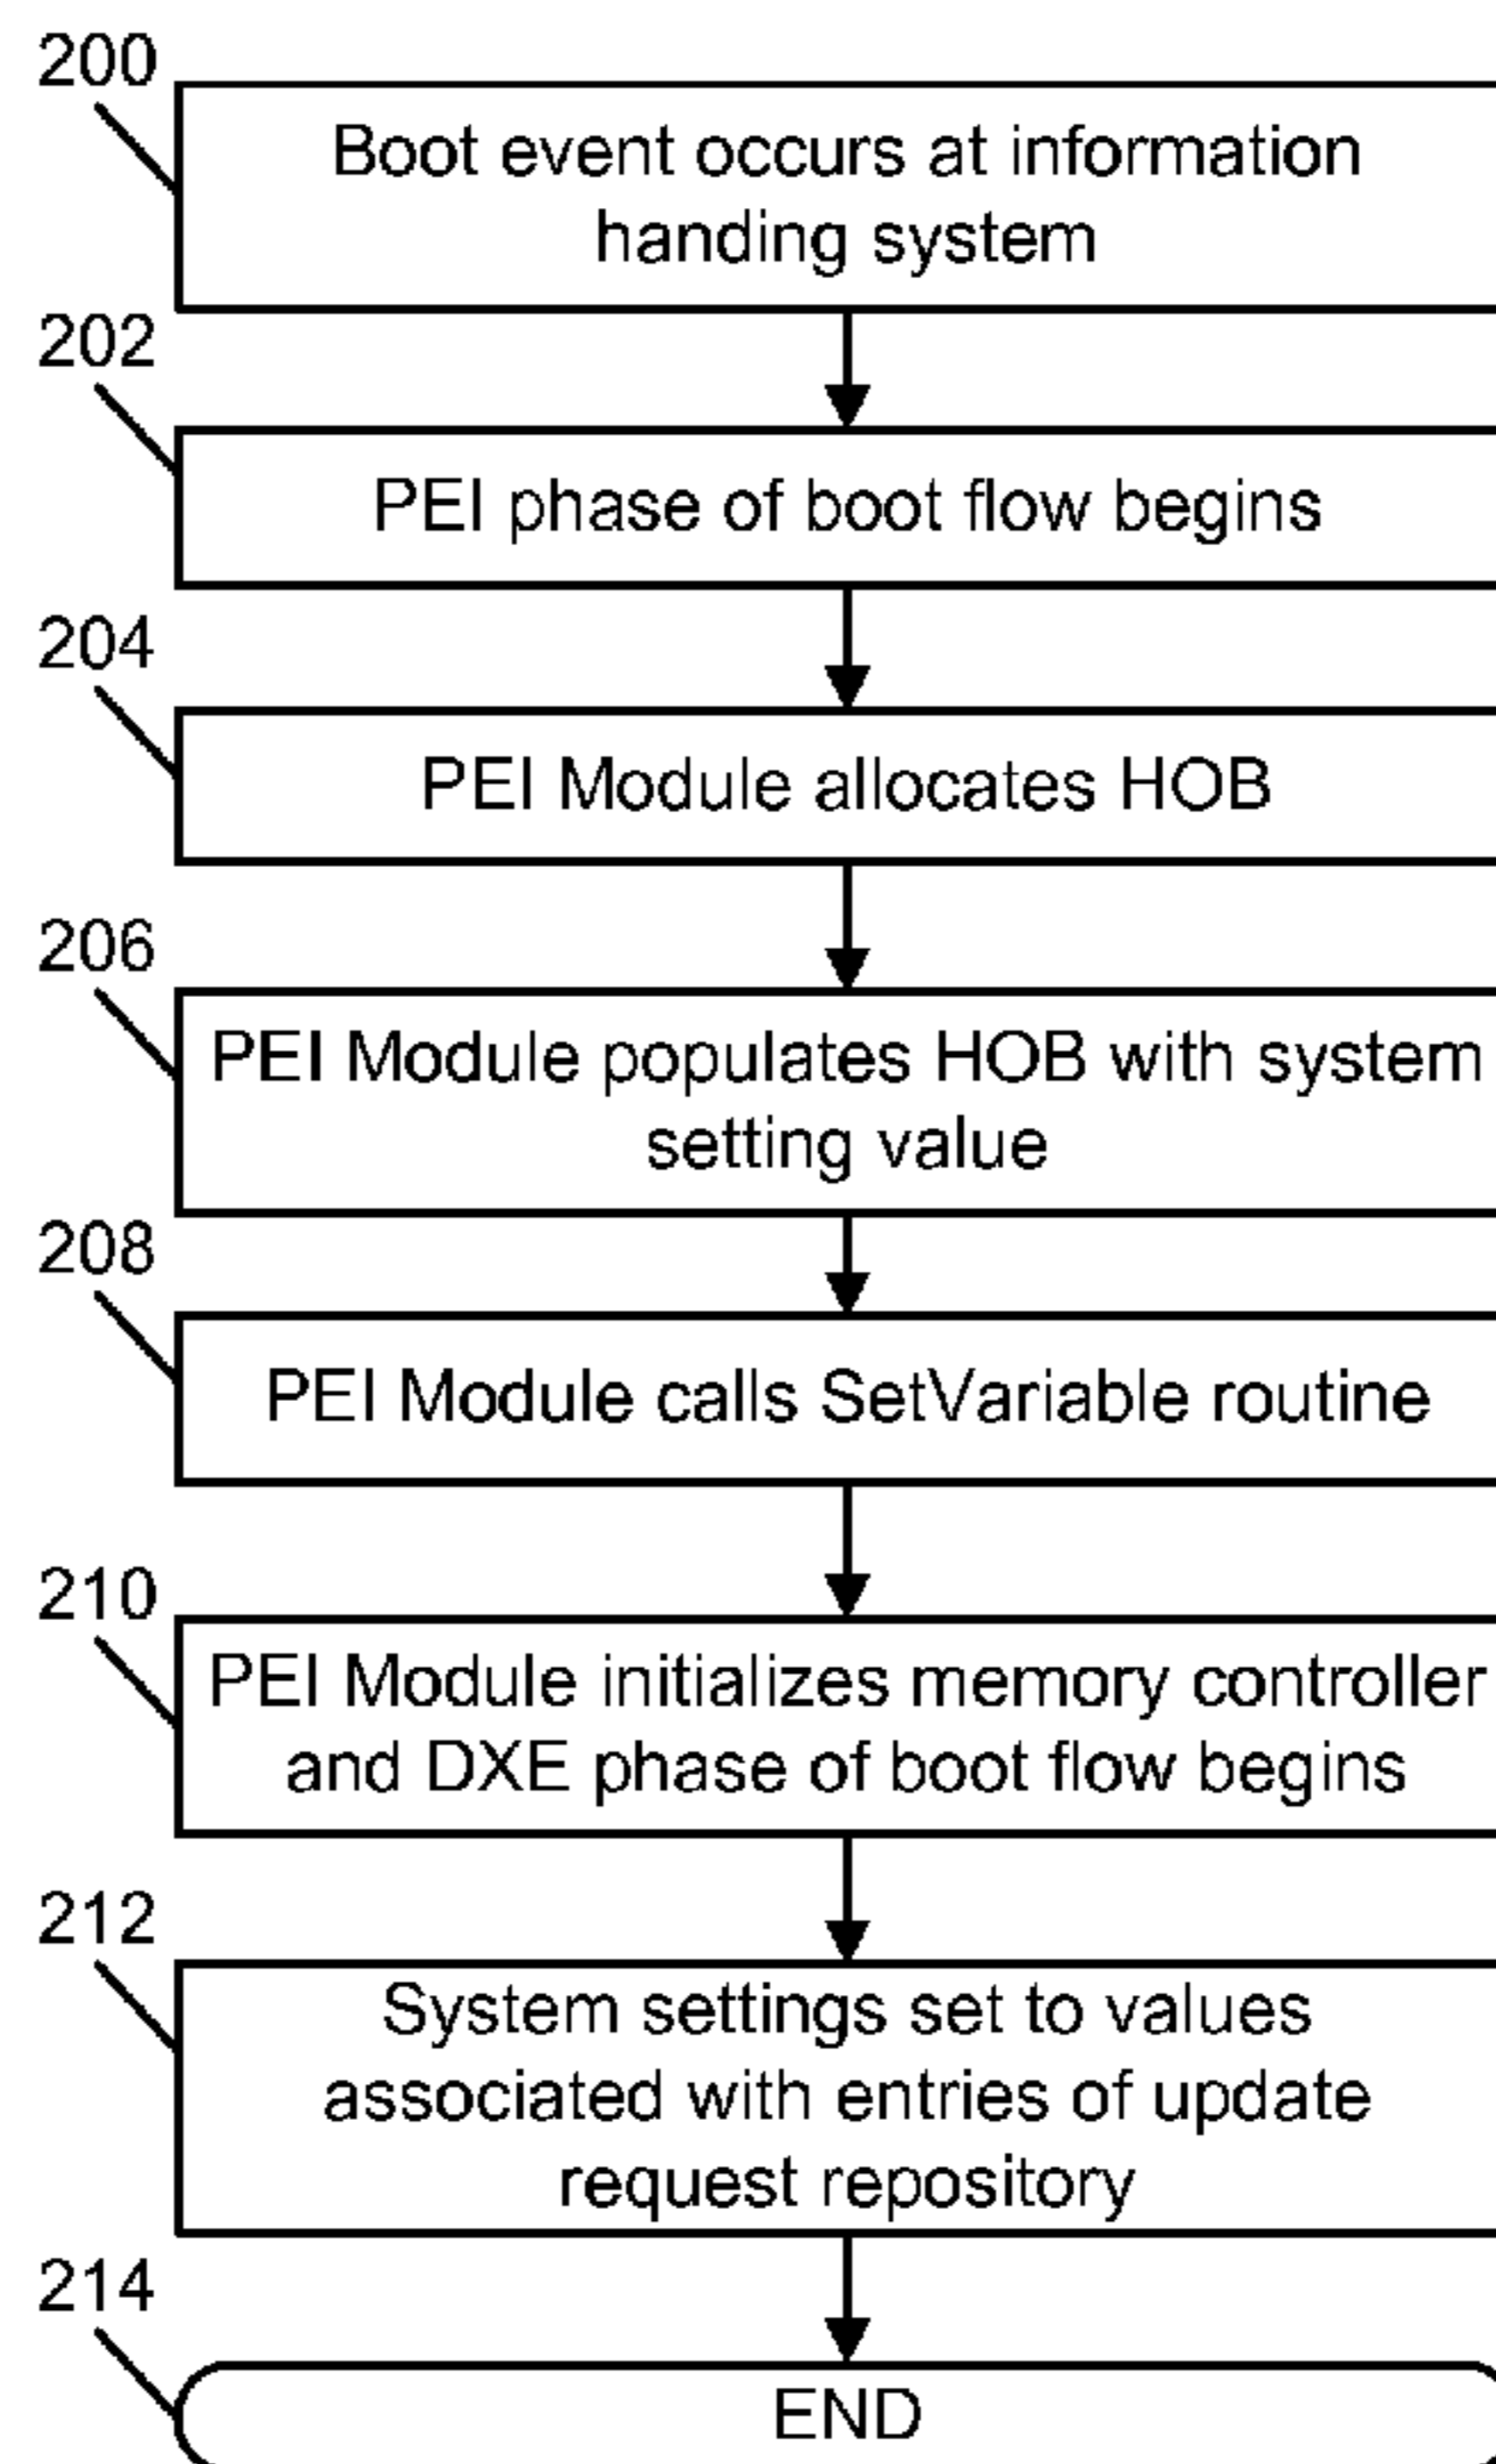 200
Boot event occurs at information
handing system
202
PEI phase of boot flow begins
204
PEI Module allocates HOB
206
PEI Module populates HOB with system
setting value
208
PEI Module calls SetVariable routine
210
PEI Module initializes memory controller
and DXE phase of boot flow begins
212
System settings set to values
associated with entries of update
request repository
214
END